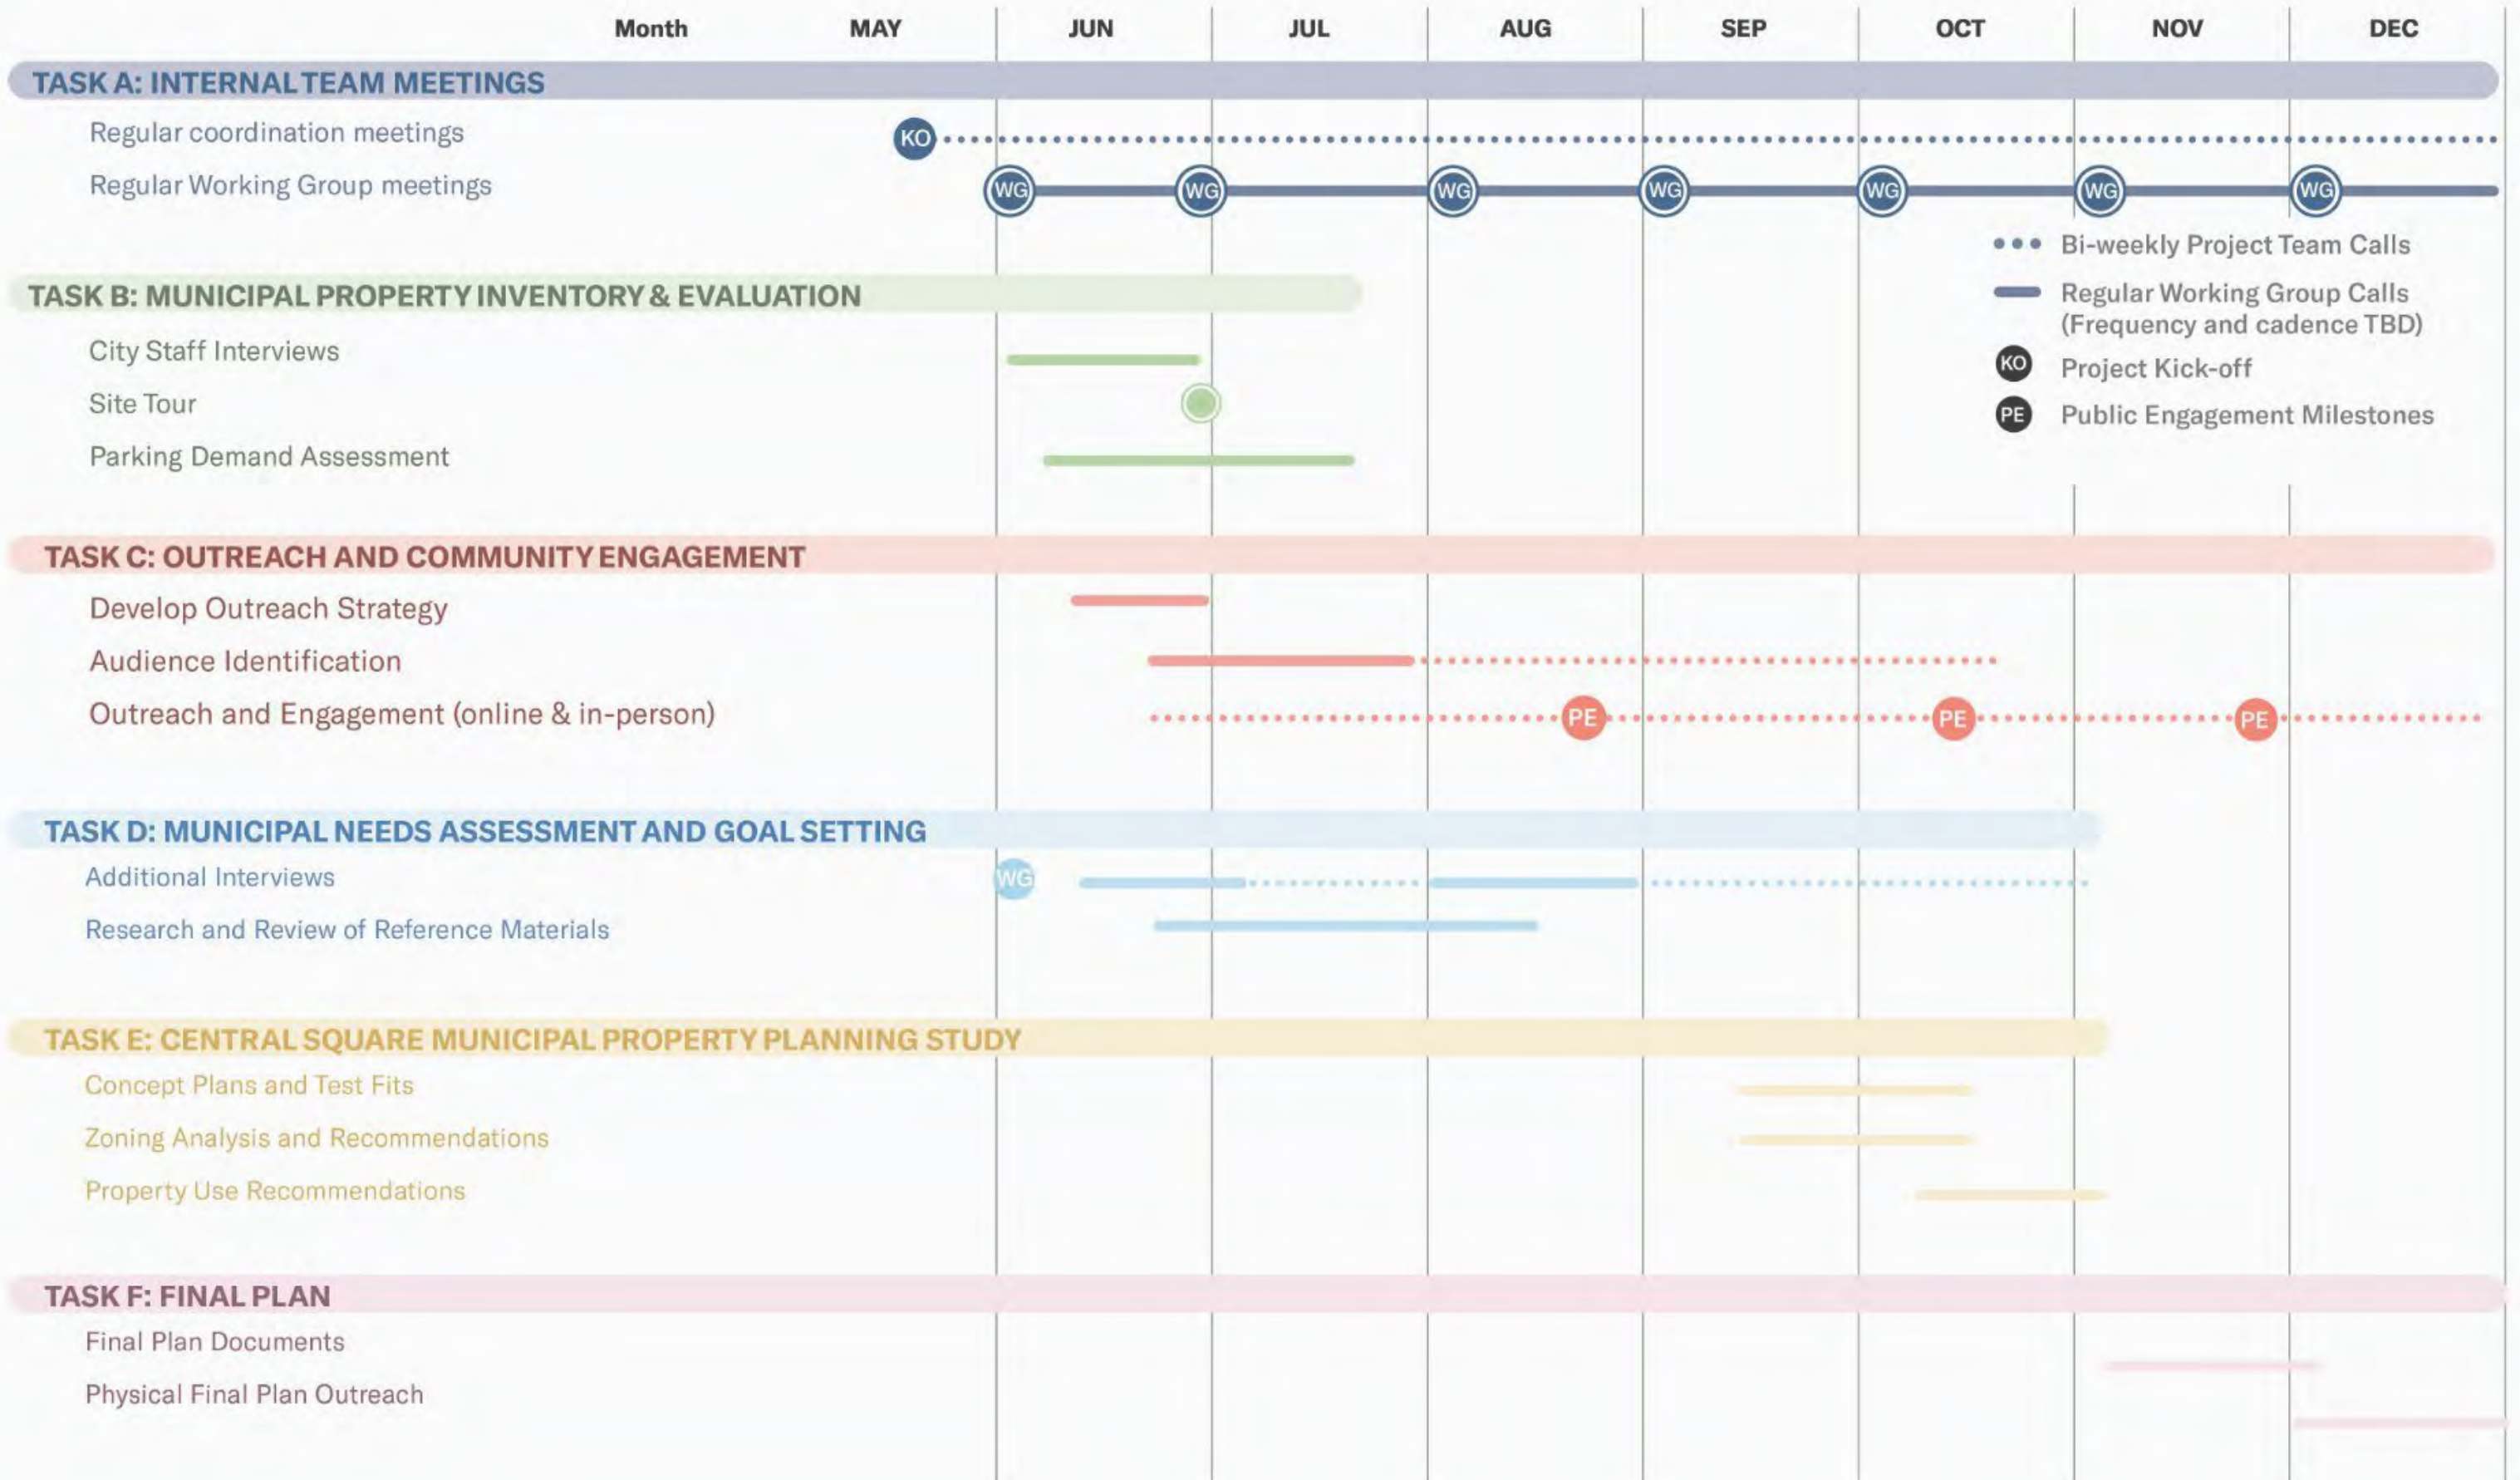 Month MAY JUN JUL AUG SEP OCT NOV DEC
TASK A: INTERNAL TEAM MEETINGS
Regular coordination meetings
KO
Regular Working Group meetings
WG WG WG WG WG WG WG
Bi-weekly Project Team Calls
Regular Working Group Calls
(Frequency and cadence TBD)
KO Project Kick-off
PE Public Engagement Milestones
TASK B: MUNICIPAL PROPERTY INVENTORY & EVALUATION
City Staff Interviews
Site Tour
Parking Demand Assessment
TASK C: OUTREACH AND COMMUNITY ENGAGEMENT
Develop Outreach Strategy
Audience Identification
Outreach and Engagement (online & in-person)
PE PE PE
TASK D: MUNICIPAL NEEDS ASSESSMENT AND GOAL SETTING
Additional Interviews
WG
Research and Review of Reference Materials
TASK E: CENTRAL SQUARE MUNICIPAL PROPERTY PLANNING STUDY
Concept Plans and Test Fits
Zoning Analysis and Recommendations
Property Use Recommendations
TASK F: FINAL PLAN
Final Plan Documents
Physical Final Plan Outreach